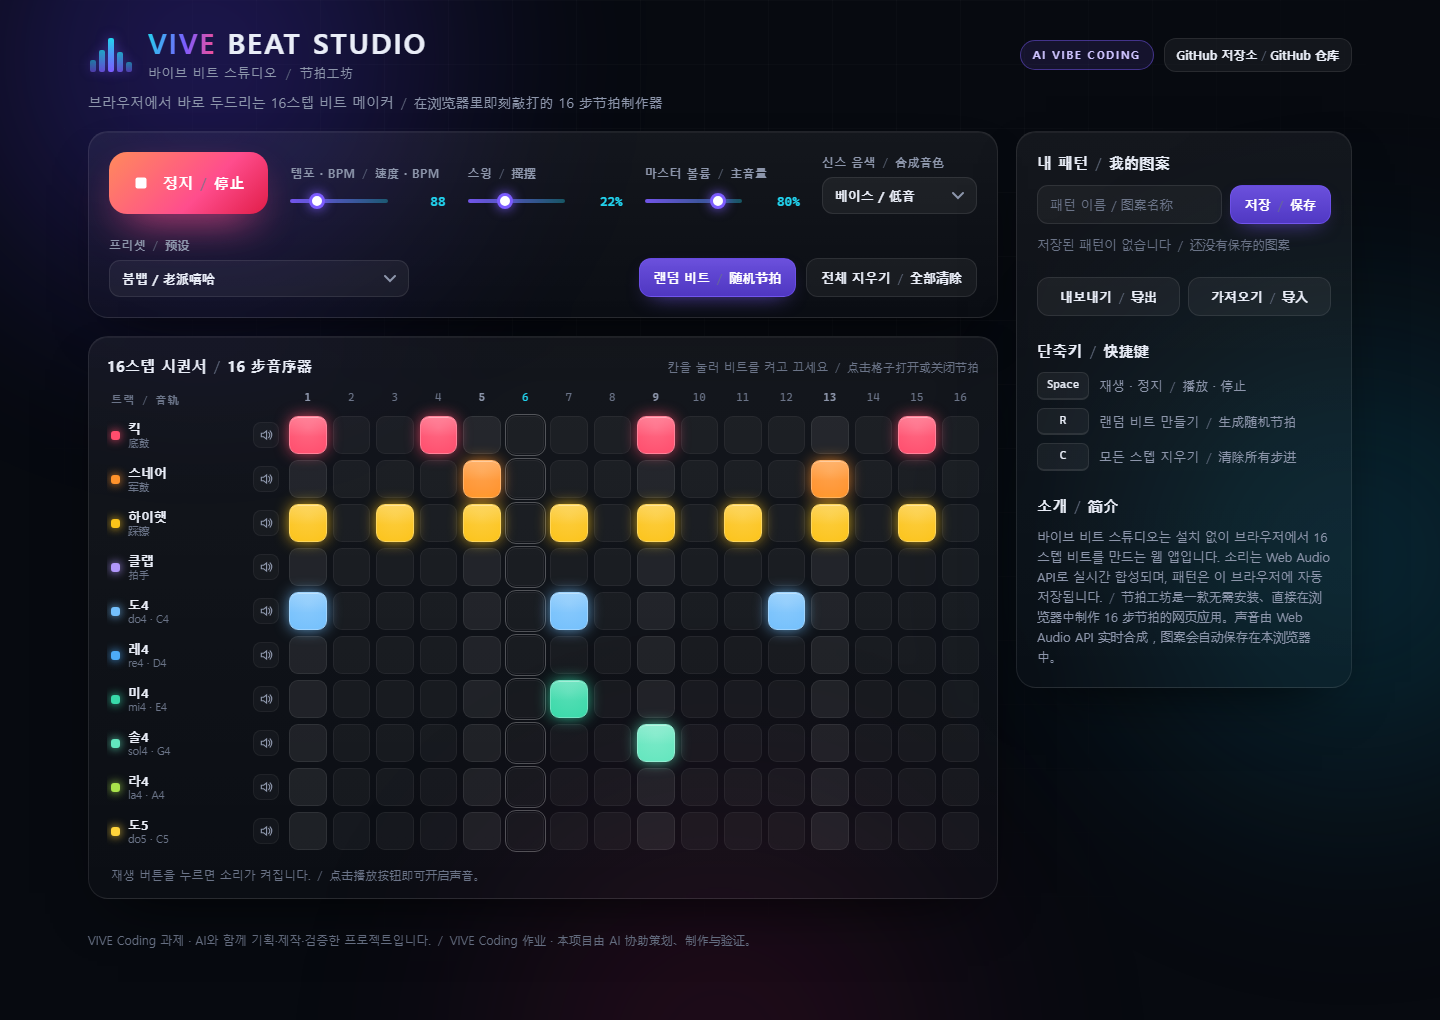 VIVE BEAT STUDIO
바이브 비트 스튜디오 / 节拍工坊
브라우저에서 바로 두드리는 16스텝 비트 메이커 / 在浏览器里即刻敲打的 16 步节拍制作器
AI VIBE CODING
GitHub 저장소 / GitHub 仓库
정지 / 停止
템포 · BPM / 速度 · BPM
88
스윙 / 摇摆
22%
마스터 볼륨 / 主音量
80%
신스 음색 / 合成音色
베이스 / 低音
프리셋 / 预设
붐뱁 / 老派嘻哈
랜덤 비트 / 随机节拍
전체 지우기 / 全部清除
16스텝 시퀀서 / 16 步音序器
칸을 눌러 비트를 켜고 끄세요 / 点击格子打开或关闭节拍
트랙 / 音轨
1 2 3 4 5 6 7 8 9 10 11 12 13 14 15 16
킥
底鼓
스네어
军鼓
하이햇
踩镲
클랩
拍手
도4
do4 · C4
레4
re4 · D4
미4
mi4 · E4
솔4
sol4 · G4
라4
la4 · A4
도5
do5 · C5
재생 버튼을 누르면 소리가 켜집니다. / 点击播放按钮即可开启声音。
내 패턴 / 我的图案
패턴 이름 / 图案名称
저장 / 保存
저장된 패턴이 없습니다 / 还没有保存的图案
내보내기 / 导出
가져오기 / 导入
단축키 / 快捷键
Space 재생 · 정지 / 播放 · 停止
R 랜덤 비트 만들기 / 生成随机节拍
C 모든 스텝 지우기 / 清除所有步进
소개 / 简介
바이브 비트 스튜디오는 설치 없이 브라우저에서 16
스텝 비트를 만드는 웹 앱입니다. 소리는 Web Audio
API로 실시간 합성되며, 패턴은 이 브라우저에 자동
저장됩니다. / 节拍工坊是一款无需安装、直接在浏
览器中制作 16 步节拍的网页应用。声音由 Web
Audio API 实时合成，图案会自动保存在本浏览器
中。
VIVE Coding 과제 · AI와 함께 기획·제작·검증한 프로젝트입니다. / VIVE Coding 作业 · 本项目由 AI 协助策划、制作与验证。